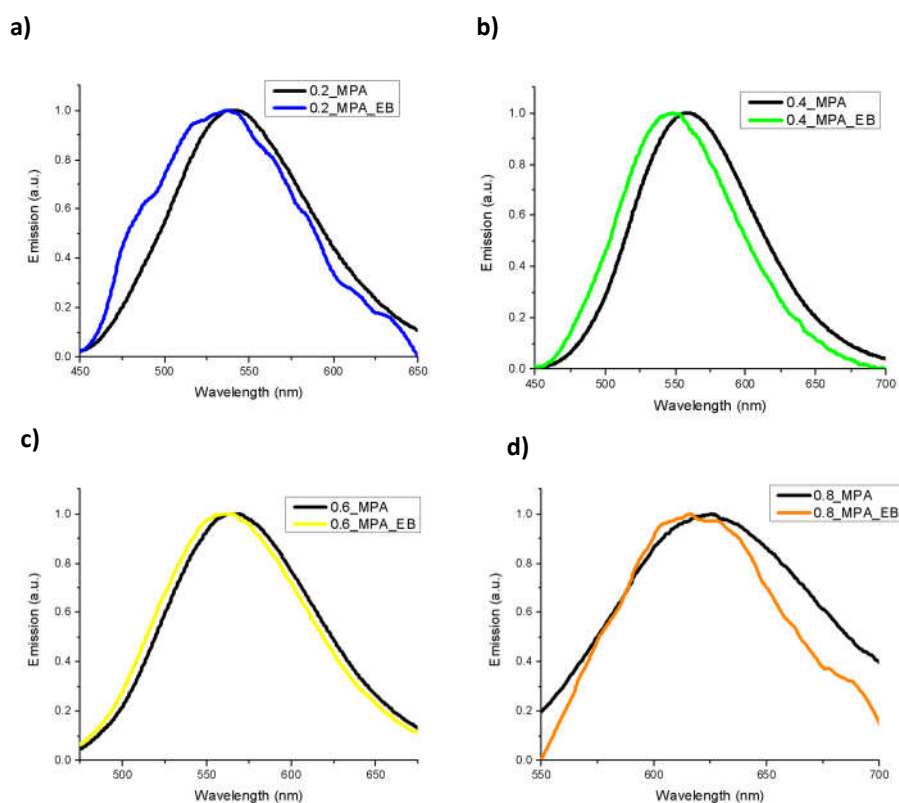 a)
0.2_MPA
0.2_MPA_EB
1.0
0.8
0.6
0.4
0.2
0.0
Emission (a.u.)
450 500 550 600 650
Wavelength (nm)
b)
0.4_MPA
0.4_MPA_EB
1.0
0.8
0.6
0.4
0.2
0.0
Emission (a.u.)
450 500 550 600 650 700
Wavelength (nm)
c)
0.6_MPA
0.6_MPA_EB
1.0
0.8
0.6
0.4
0.2
0.0
Emission (a.u.)
500 550 600 650
Wavelength (nm)
d)
0.8_MPA
0.8_MPA_EB
1.0
0.8
0.6
0.4
0.2
0.0
Emission (a.u.)
550 600 650 700
Wavelength (nm)